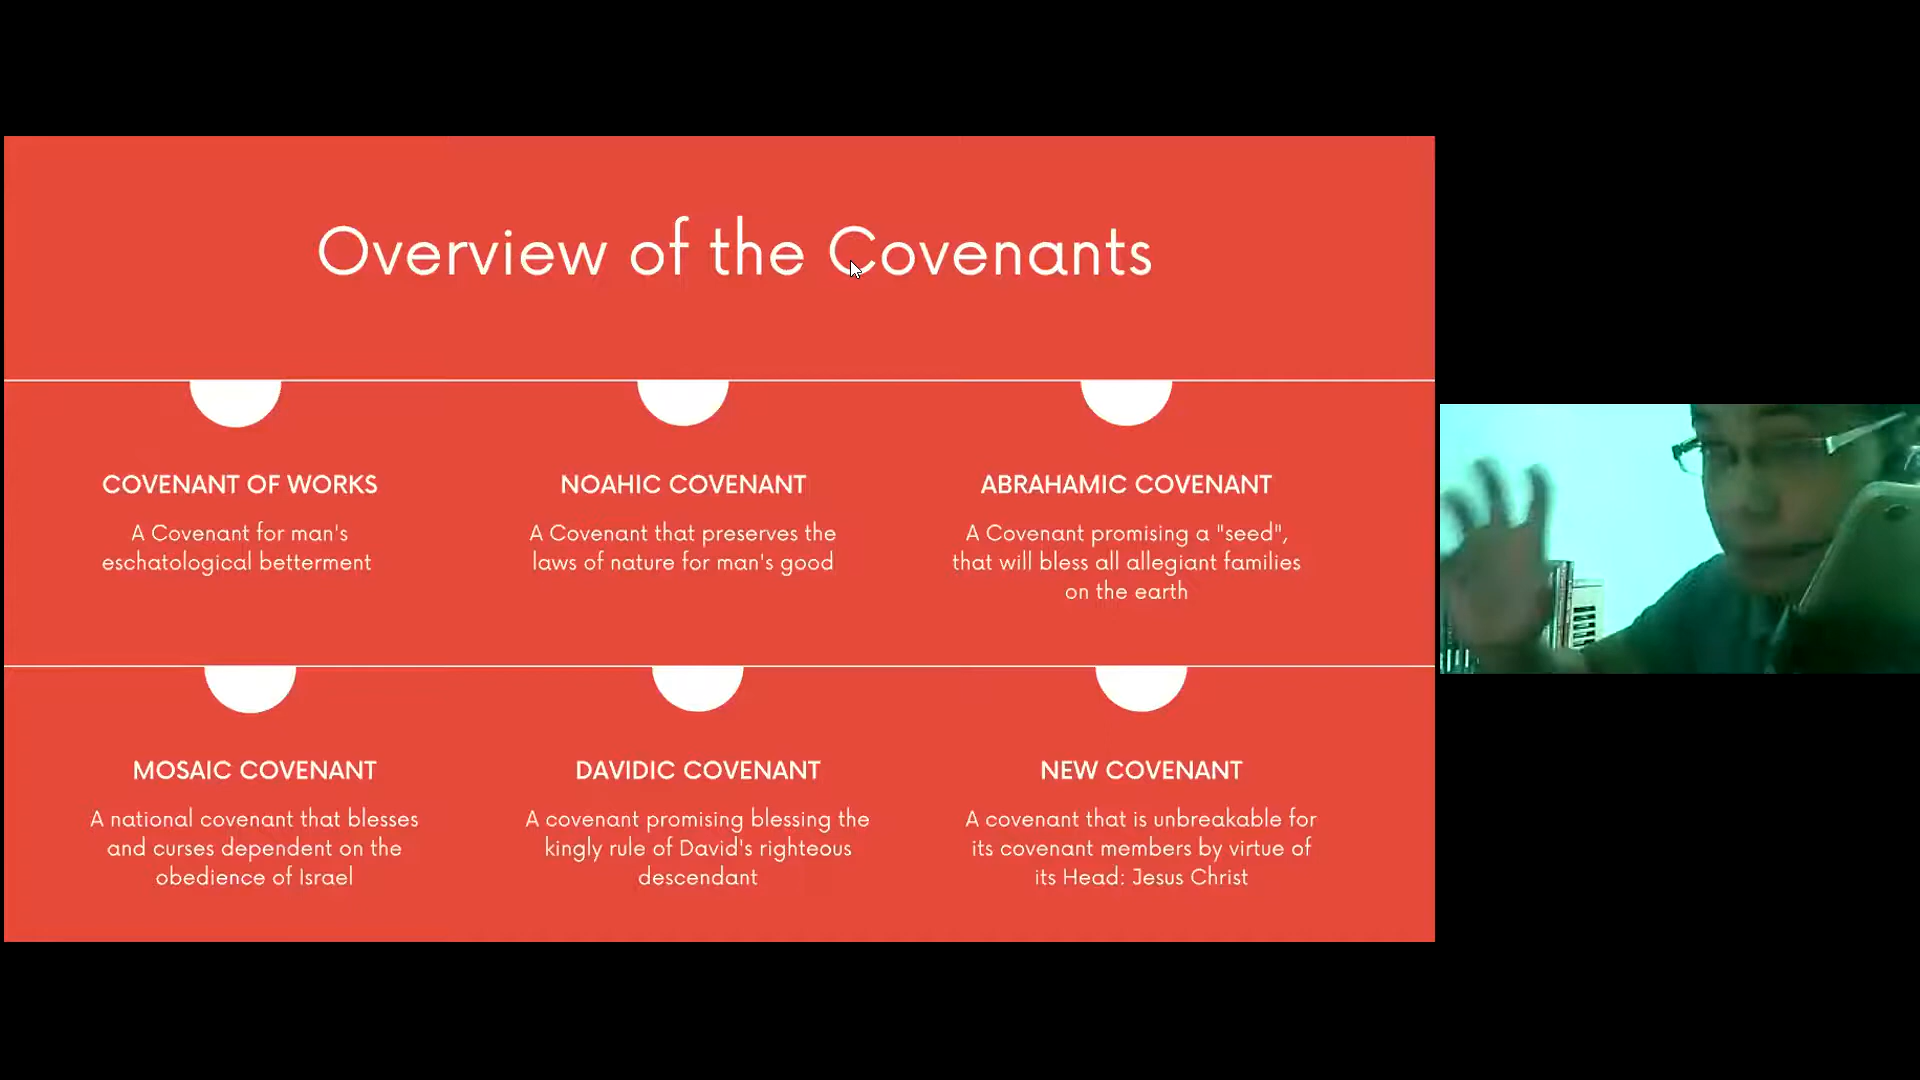 Overview of the Covenants
COVENANT OF WORKS
A Covenant for man's
eschatological betterment
NOAHIC COVENANT
A Covenant that preserves the
laws of nature for man's good
ABRAHAMIC COVENANT
A Covenant promising a "seed",
that will bless all allegiant families
on the earth
MOSAIC COVENANT
A national covenant that blesses
and curses dependent on the
obedience of Israel
DAVIDIC COVENANT
A covenant promising blessing the
kingly rule of David's righteous
descendant
NEW COVENANT
A covenant that is unbreakable for
its covenant members by virtue of
its Head: Jesus Christ